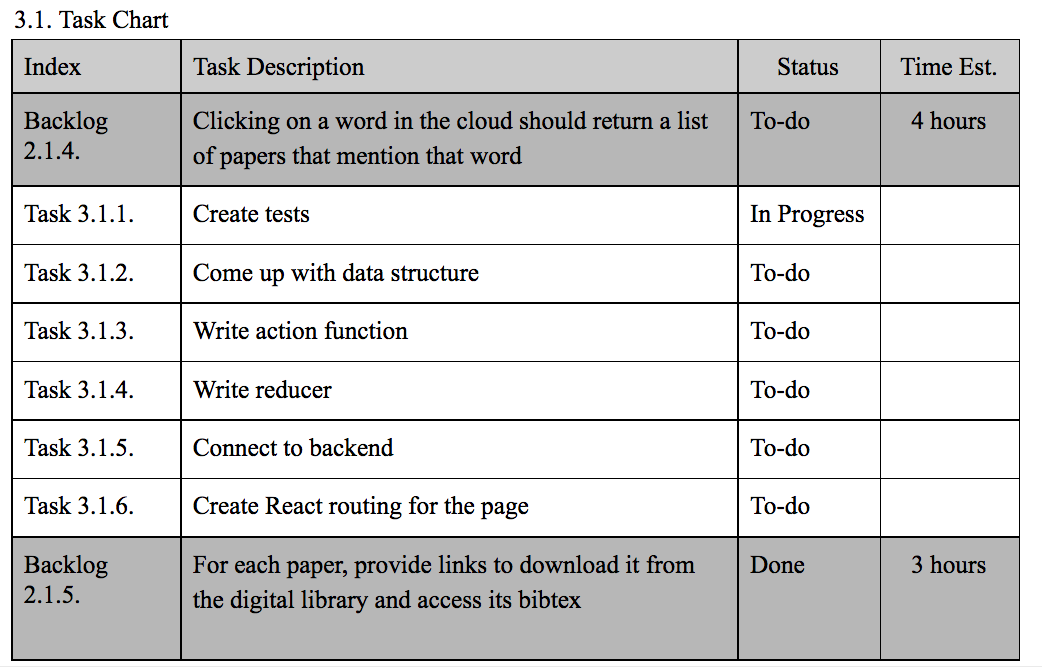 3.1. Task Chart
Index Task Description Status Time Est.
Backlog 2.1.4. Clicking on a word in the cloud should return a list To-do 4 hours
of papers that mention that word
Task 3.1.1. Create tests In Progress
Task 3.1.2. Come up with data structure To-do
Task 3.1.3. Write action function To-do
Task 3.1.4. Write reducer To-do
Task 3.1.5. Connect to backend To-do
Task 3.1.6. Create React routing for the page To-do
Backlog 2.1.5. For each paper, provide links to download it from Done 3 hours
the digital library and access its bibtex